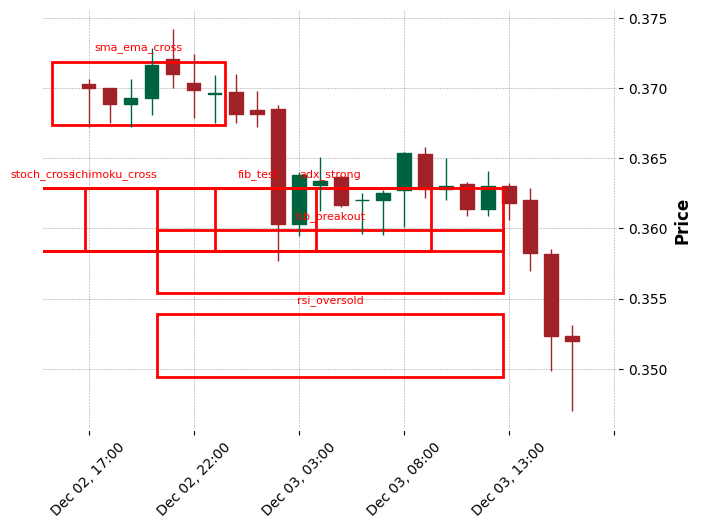 sma_ema_cross
stoch_cross
ichimoku_cross
fib_test
adx_strong
rsi_oversold
0.375
0.370
0.365
0.360
0.355
0.350
Price
Dec 02, 17:00
Dec 02, 22:00
Dec 03, 03:00
Dec 03, 08:00
Dec 03, 13:00